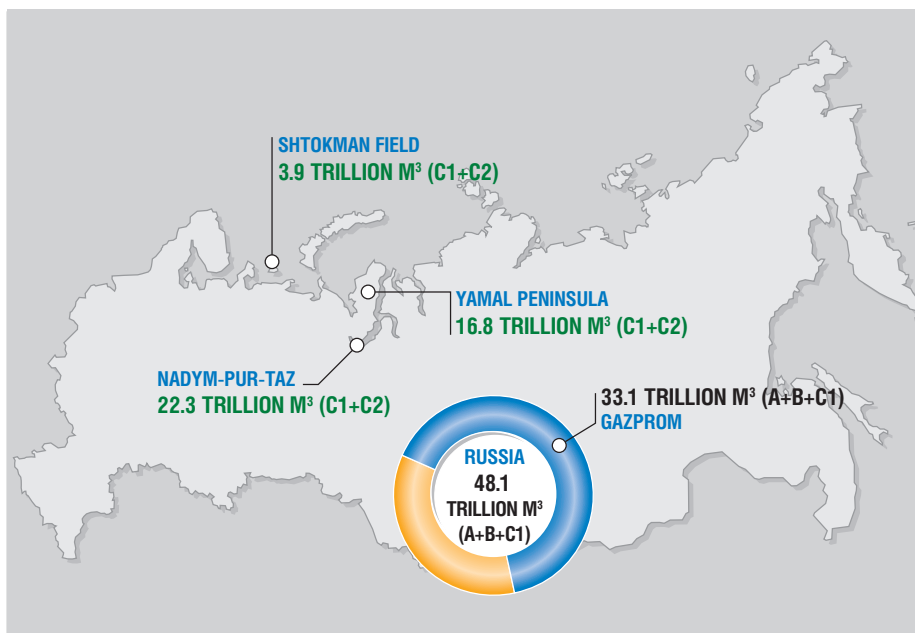 SHTOKMAN FIELD
3.9 TRILLION M³ (C1+C2)
YAMAL PENINSULA
16.8 TRILLION M³ (C1+C2)
NADYM-PUR-TAZ
22.3 TRILLION M³ (C1+C2)
33.1 TRILLION M³ (A+B+C1)
GAZPROM
RUSSIA
48.1
TRILLION M³
(A+B+C1)